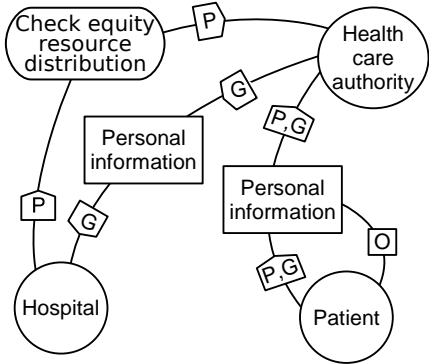 Check equity
resource
distribution
P
Health
care
authority
G
P,G
Personal
information
Personal
information
P
G
O
P,G
Hospital
Patient